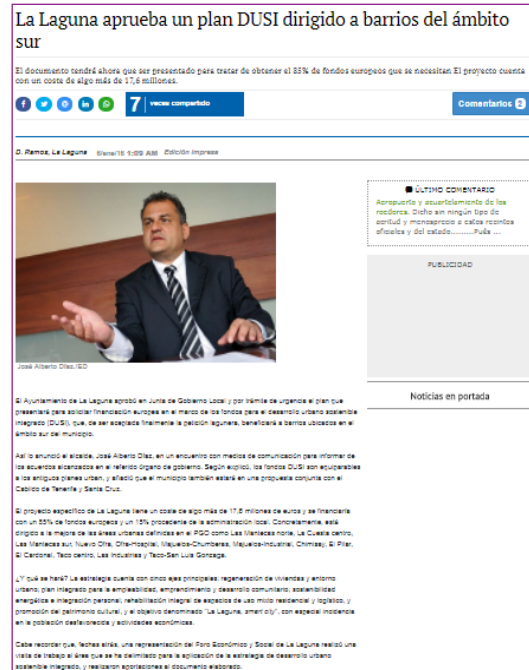 La Laguna aprueba un plan DUSI dirigido a barrios del ámbito
sur
El documento tendrá ahora que ser presentado para tratar de obtener el 85% de fondos europeos que se necesitan El proyecto cuenta
con un coste de algo más de 17,6 millones.
7 veces compartido
Comentarios 2
D. Ramos, La Laguna 6/ene/16 1:09 AM Edición impresa
ÚLTIMO COMENTARIO
Aeropuerto y acuartelamiento de los
roedores. Dicho sin ningún tipo de
acritud y menosprecio a estos recintos
oficiales y del estado.........Pués ...
PUBLICIDAD
José Alberto Díaz./ED
Noticias en portada
El Ayuntamiento de La Laguna aprobó en Junta de Gobierno Local y por trámite de urgencia el plan que
presentará para solicitar financiación europea en el marco de los fondos para el desarrollo urbano sostenible
integrado (DUSI), que, de ser aceptada finalmente la petición lagunera, beneficiará a barrios ubicados en el
ámbito sur del municipio.
Así lo anunció el alcalde, José Alberto Díaz, en un encuentro con medios de comunicación para informar de
los acuerdos alcanzados en el referido órgano de gobierno. Según explicó, los fondos DUSI son equiparables
a los antiguos planes urban, y añadió que el municipio también estará en una propuesta conjunta con el
Cabildo de Tenerife y Santa Cruz.
El proyecto específico de La Laguna tiene un coste de algo más de 17,6 millones de euros y se financiaría
con un 85% de fondos europeos y un 15% procedente de la administración local. Concretamente, está
dirigido a la mejora de las áreas urbanas definidas en el PGO como Las Mantecas norte, La Cuesta centro,
Las Mantecas sur, Nuevo Ofra, Ofra-Hospital, Majuelos-Chumberas, Majuelos-Industrial, Chimisay, El Pilar,
El Cardonal, Taco centro, Las Industrias y Taco-San Luis Gonzaga.
¿Y qué se hará? La estrategia cuenta con cinco ejes principales: regeneración de viviendas y entorno
urbano; plan integrado para la empleabilidad, emprendimiento y desarrollo comunitario, sostenibilidad
energética e integración personal, rehabilitación integral de espacios de uso mixto residencial y logístico, y
promoción del patrimonio cultural, y el objetivo denominado "La Laguna, smart city", con especial incidencia
en la población desfavorecida y actividades económicas.
Cabe recordar que, fechas atrás, una representación del Foro Económico y Social de La Laguna realizó una
visita de trabajo al área que se ha delimitado para la aplicación de la estrategia de desarrollo urbano
sostenible integrado, y realizaron aportaciones al documento elaborado.